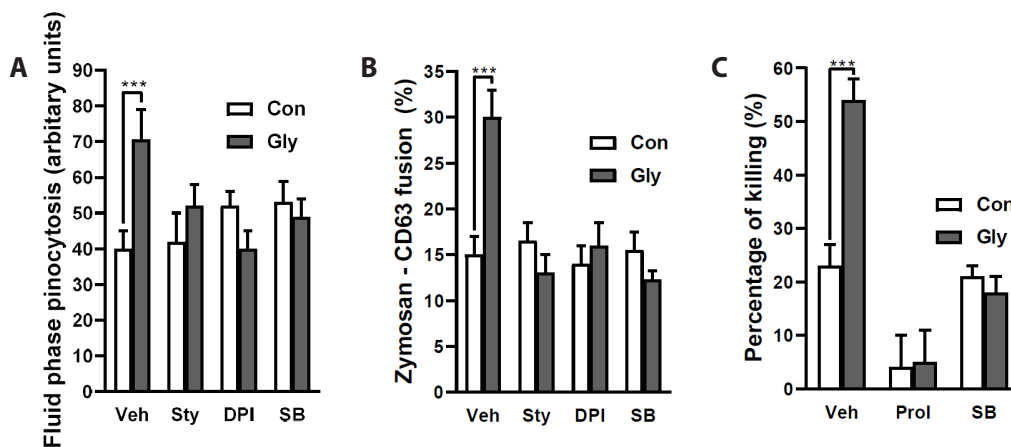 A
Fluid phase pinocytosis (arbitary units)
90
80
70
60
50
40
30
20
10
0
***
Con
Gly
Veh Sty DPI SB
B
Zymosan - CD63 fusion (%)
35
30
25
20
15
10
5
0
***
Con
Gly
Veh Sty DPI SB
C
Percentage of killing (%)
60
50
40
30
20
10
0
***
Con
Gly
Veh Prol SB